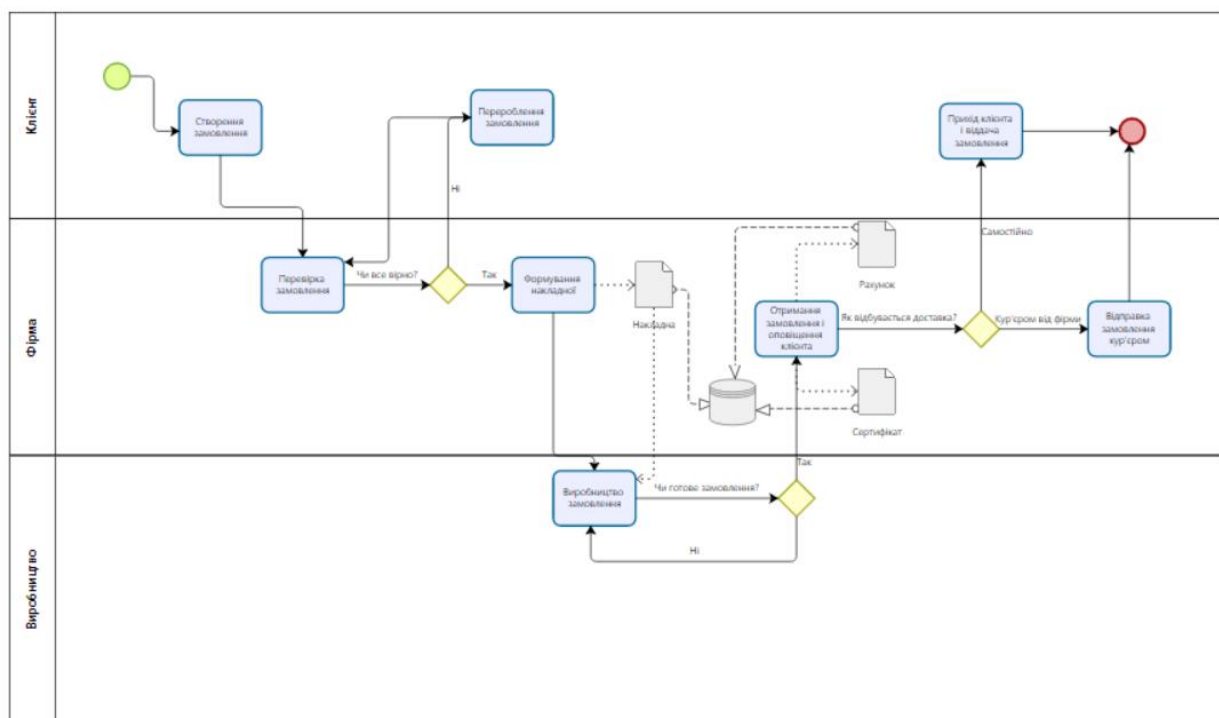 Клієнт
Створення
замовлення
Перероблення
замовлення
Ні
Прихід клієнта
і віддача
замовлення
Самостійно
Фірма
Перевірка
замовлення
Чи все вірно?
Так
Формування
накладної
Накладна
Рахунок
Отримання
замовлення і
оповіщення
клієнта
Як відбувається доставка?
Кур'єром від фірми
Відправка
замовлення
кур'єром
Сертифікат
Так
Виробництво
Виробництво
замовлення
Чи готове замовлення?
Ні